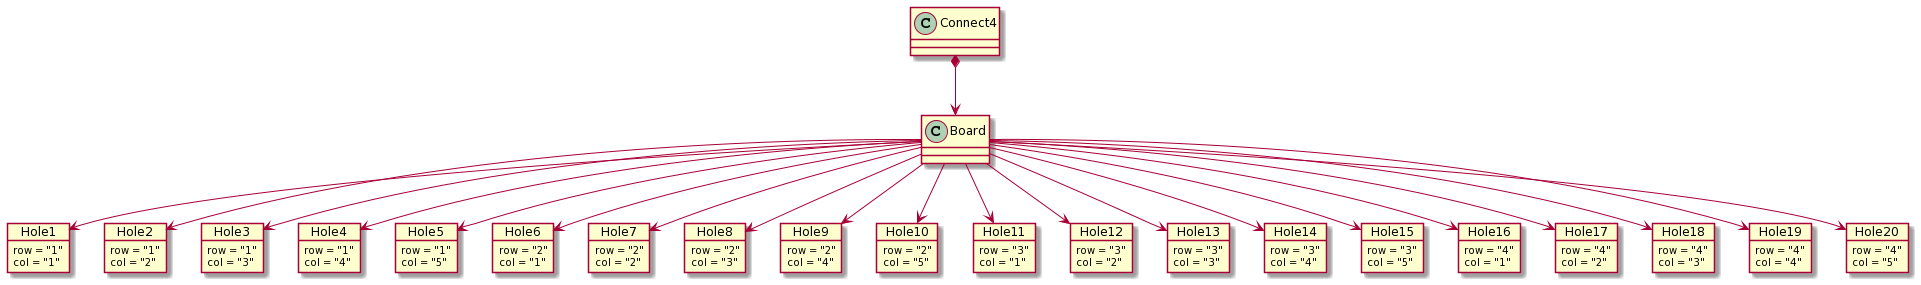 C Connect4
C Board
Hole1
row = "1"
col = "1"
Hole2
row = "1"
col = "2"
Hole3
row = "1"
col = "3"
Hole4
row = "1"
col = "4"
Hole5
row = "1"
col = "5"
Hole6
row = "2"
col = "1"
Hole7
row = "2"
col = "2"
Hole8
row = "2"
col = "3"
Hole9
row = "2"
col = "4"
Hole10
row = "2"
col = "5"
Hole11
row = "3"
col = "1"
Hole12
row = "3"
col = "2"
Hole13
row = "3"
col = "3"
Hole14
row = "3"
col = "4"
Hole15
row = "3"
col = "5"
Hole16
row = "4"
col = "1"
Hole17
row = "4"
col = "2"
Hole18
row = "4"
col = "3"
Hole19
row = "4"
col = "4"
Hole20
row = "4"
col = "5"